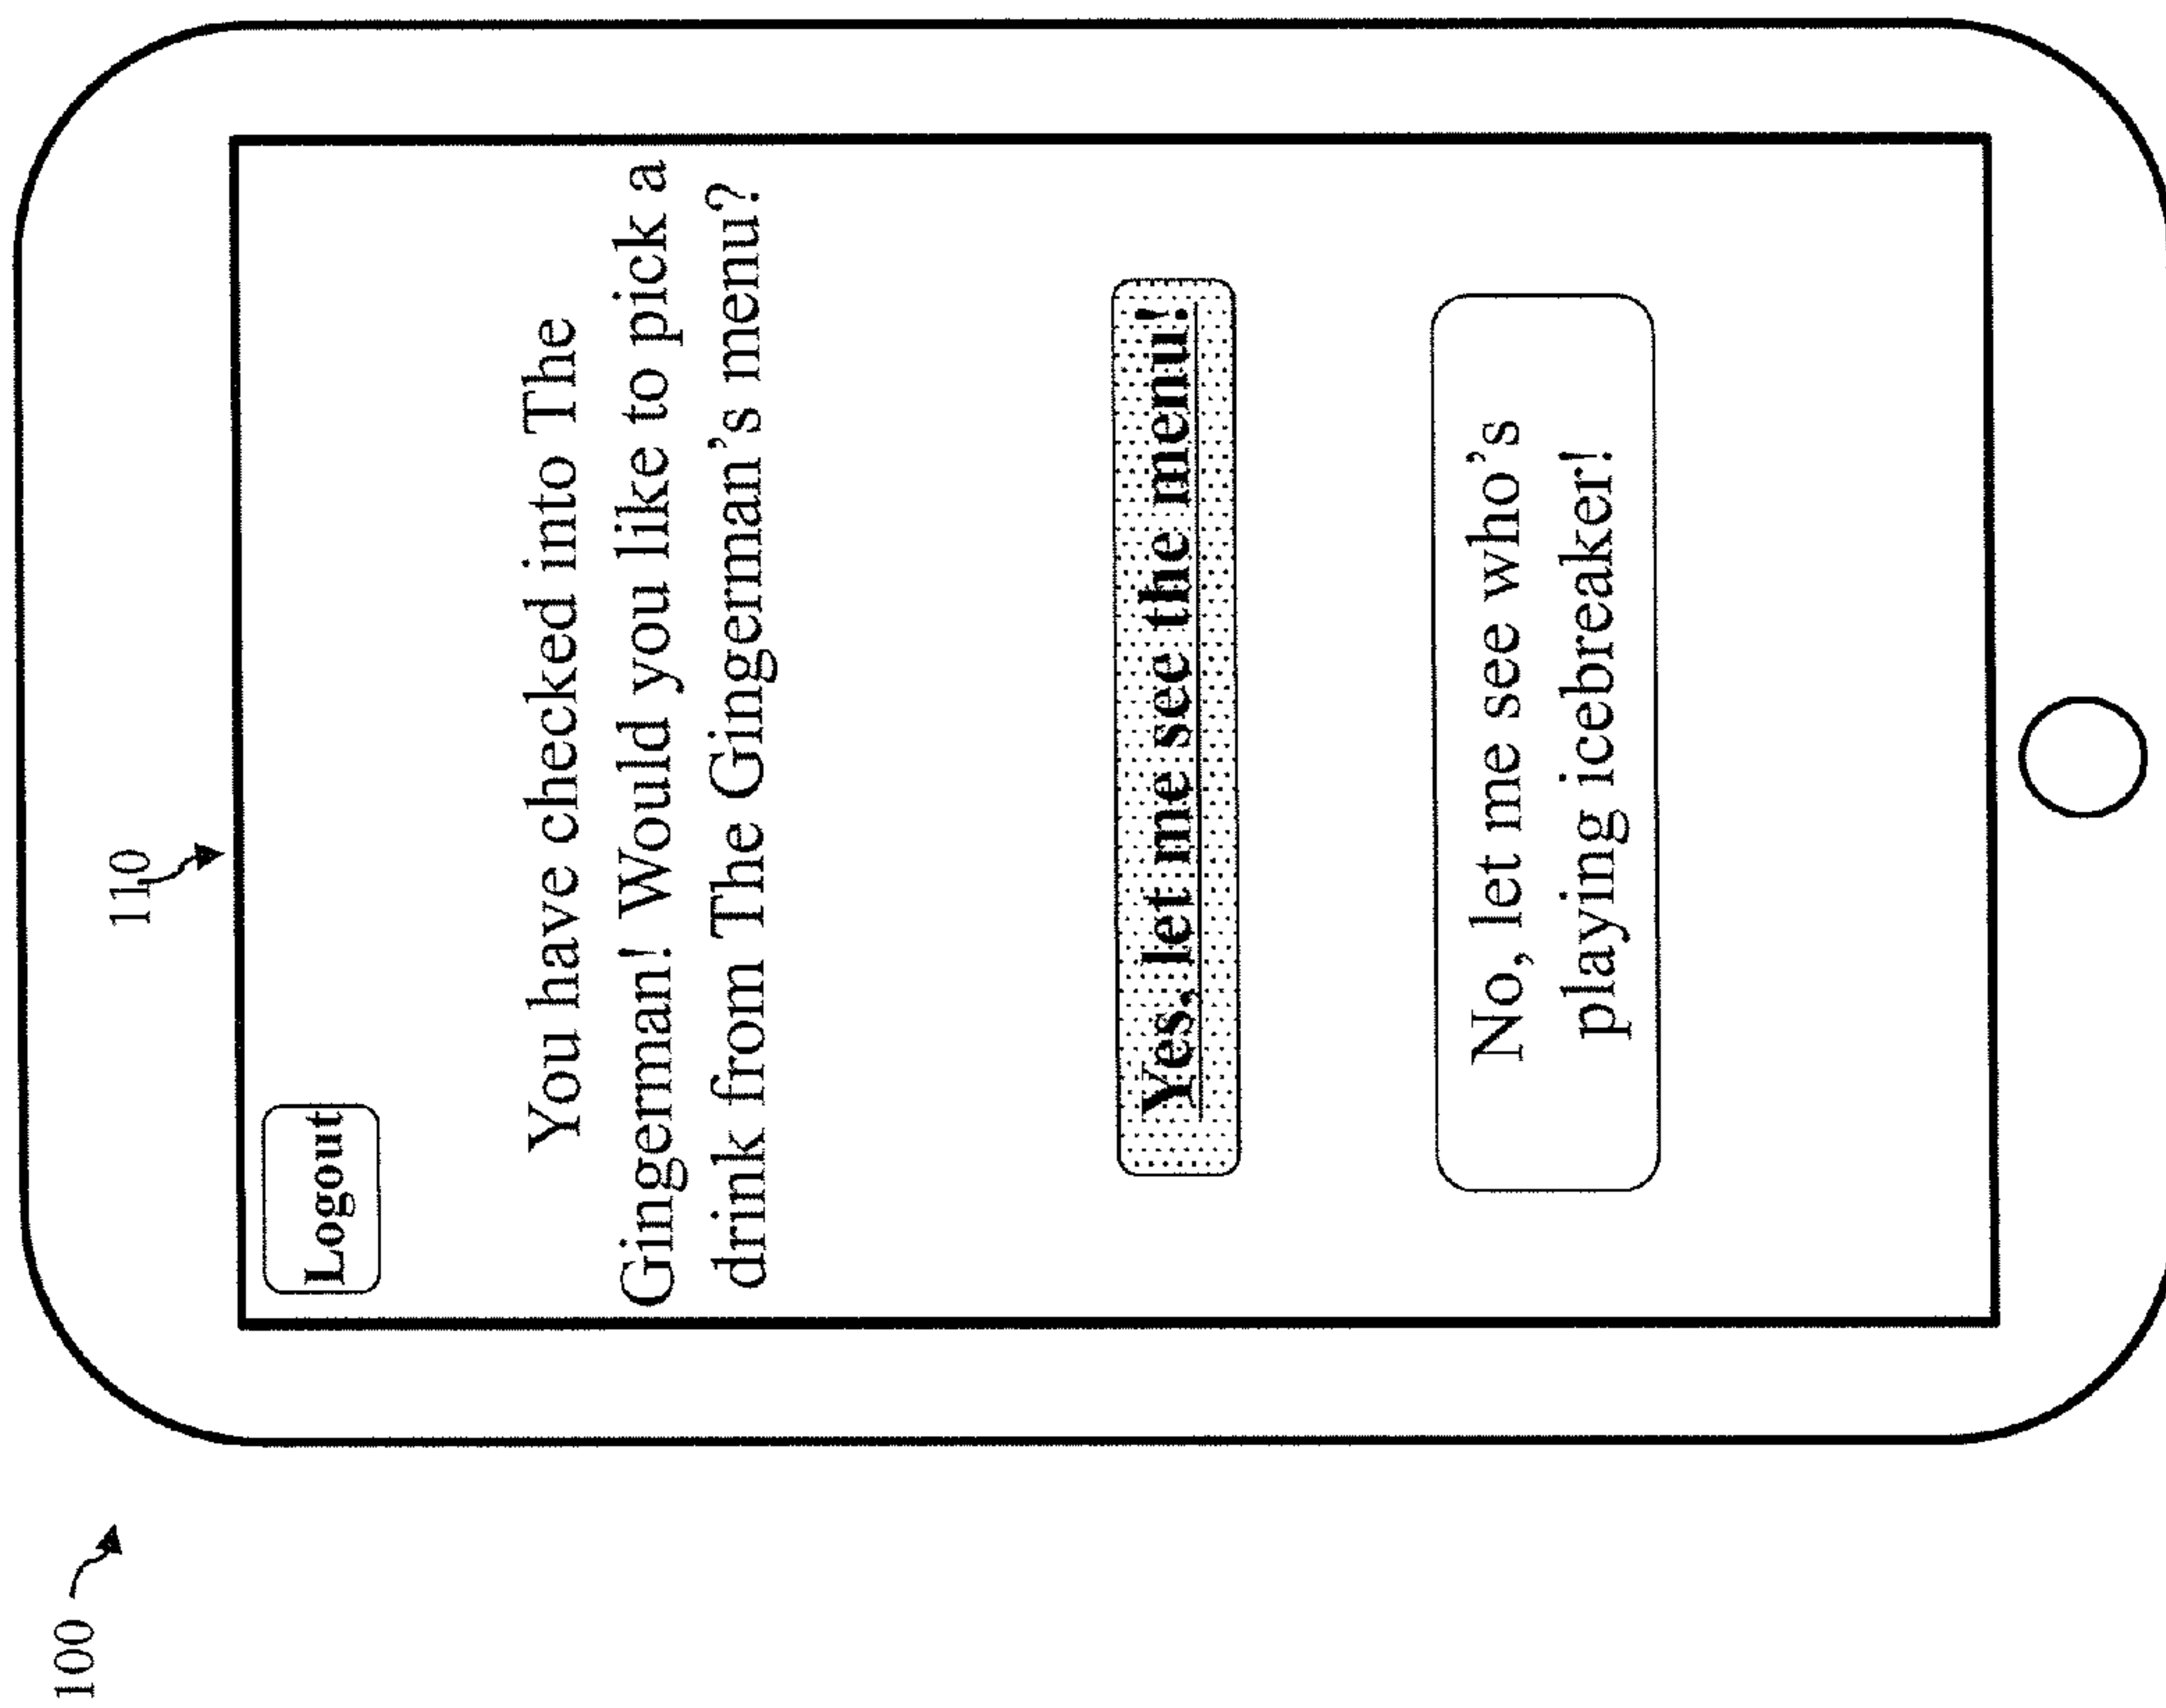 100
110
Logout
You have checked into The
Gingerman! Would you like to pick a
drink from The Gingerman's menu?
Yes, let me see the menu!
No, let me see who's
playing icebreaker!